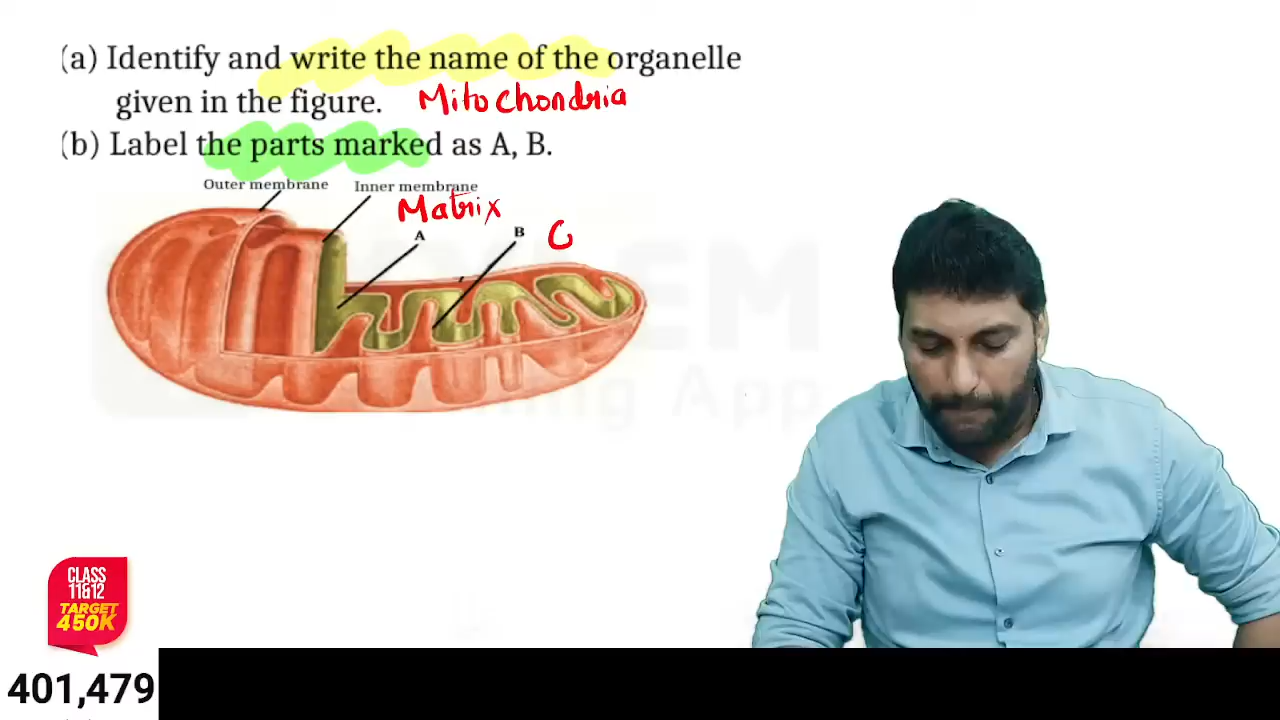 (a) Identify and write the name of the organelle
given in the figure. Mitochondria
(b) Label the parts marked as A, B.
Outer membrane Inner membrane
Matrix
A B C
CLASS
11&12
TARGET
450K
401,479